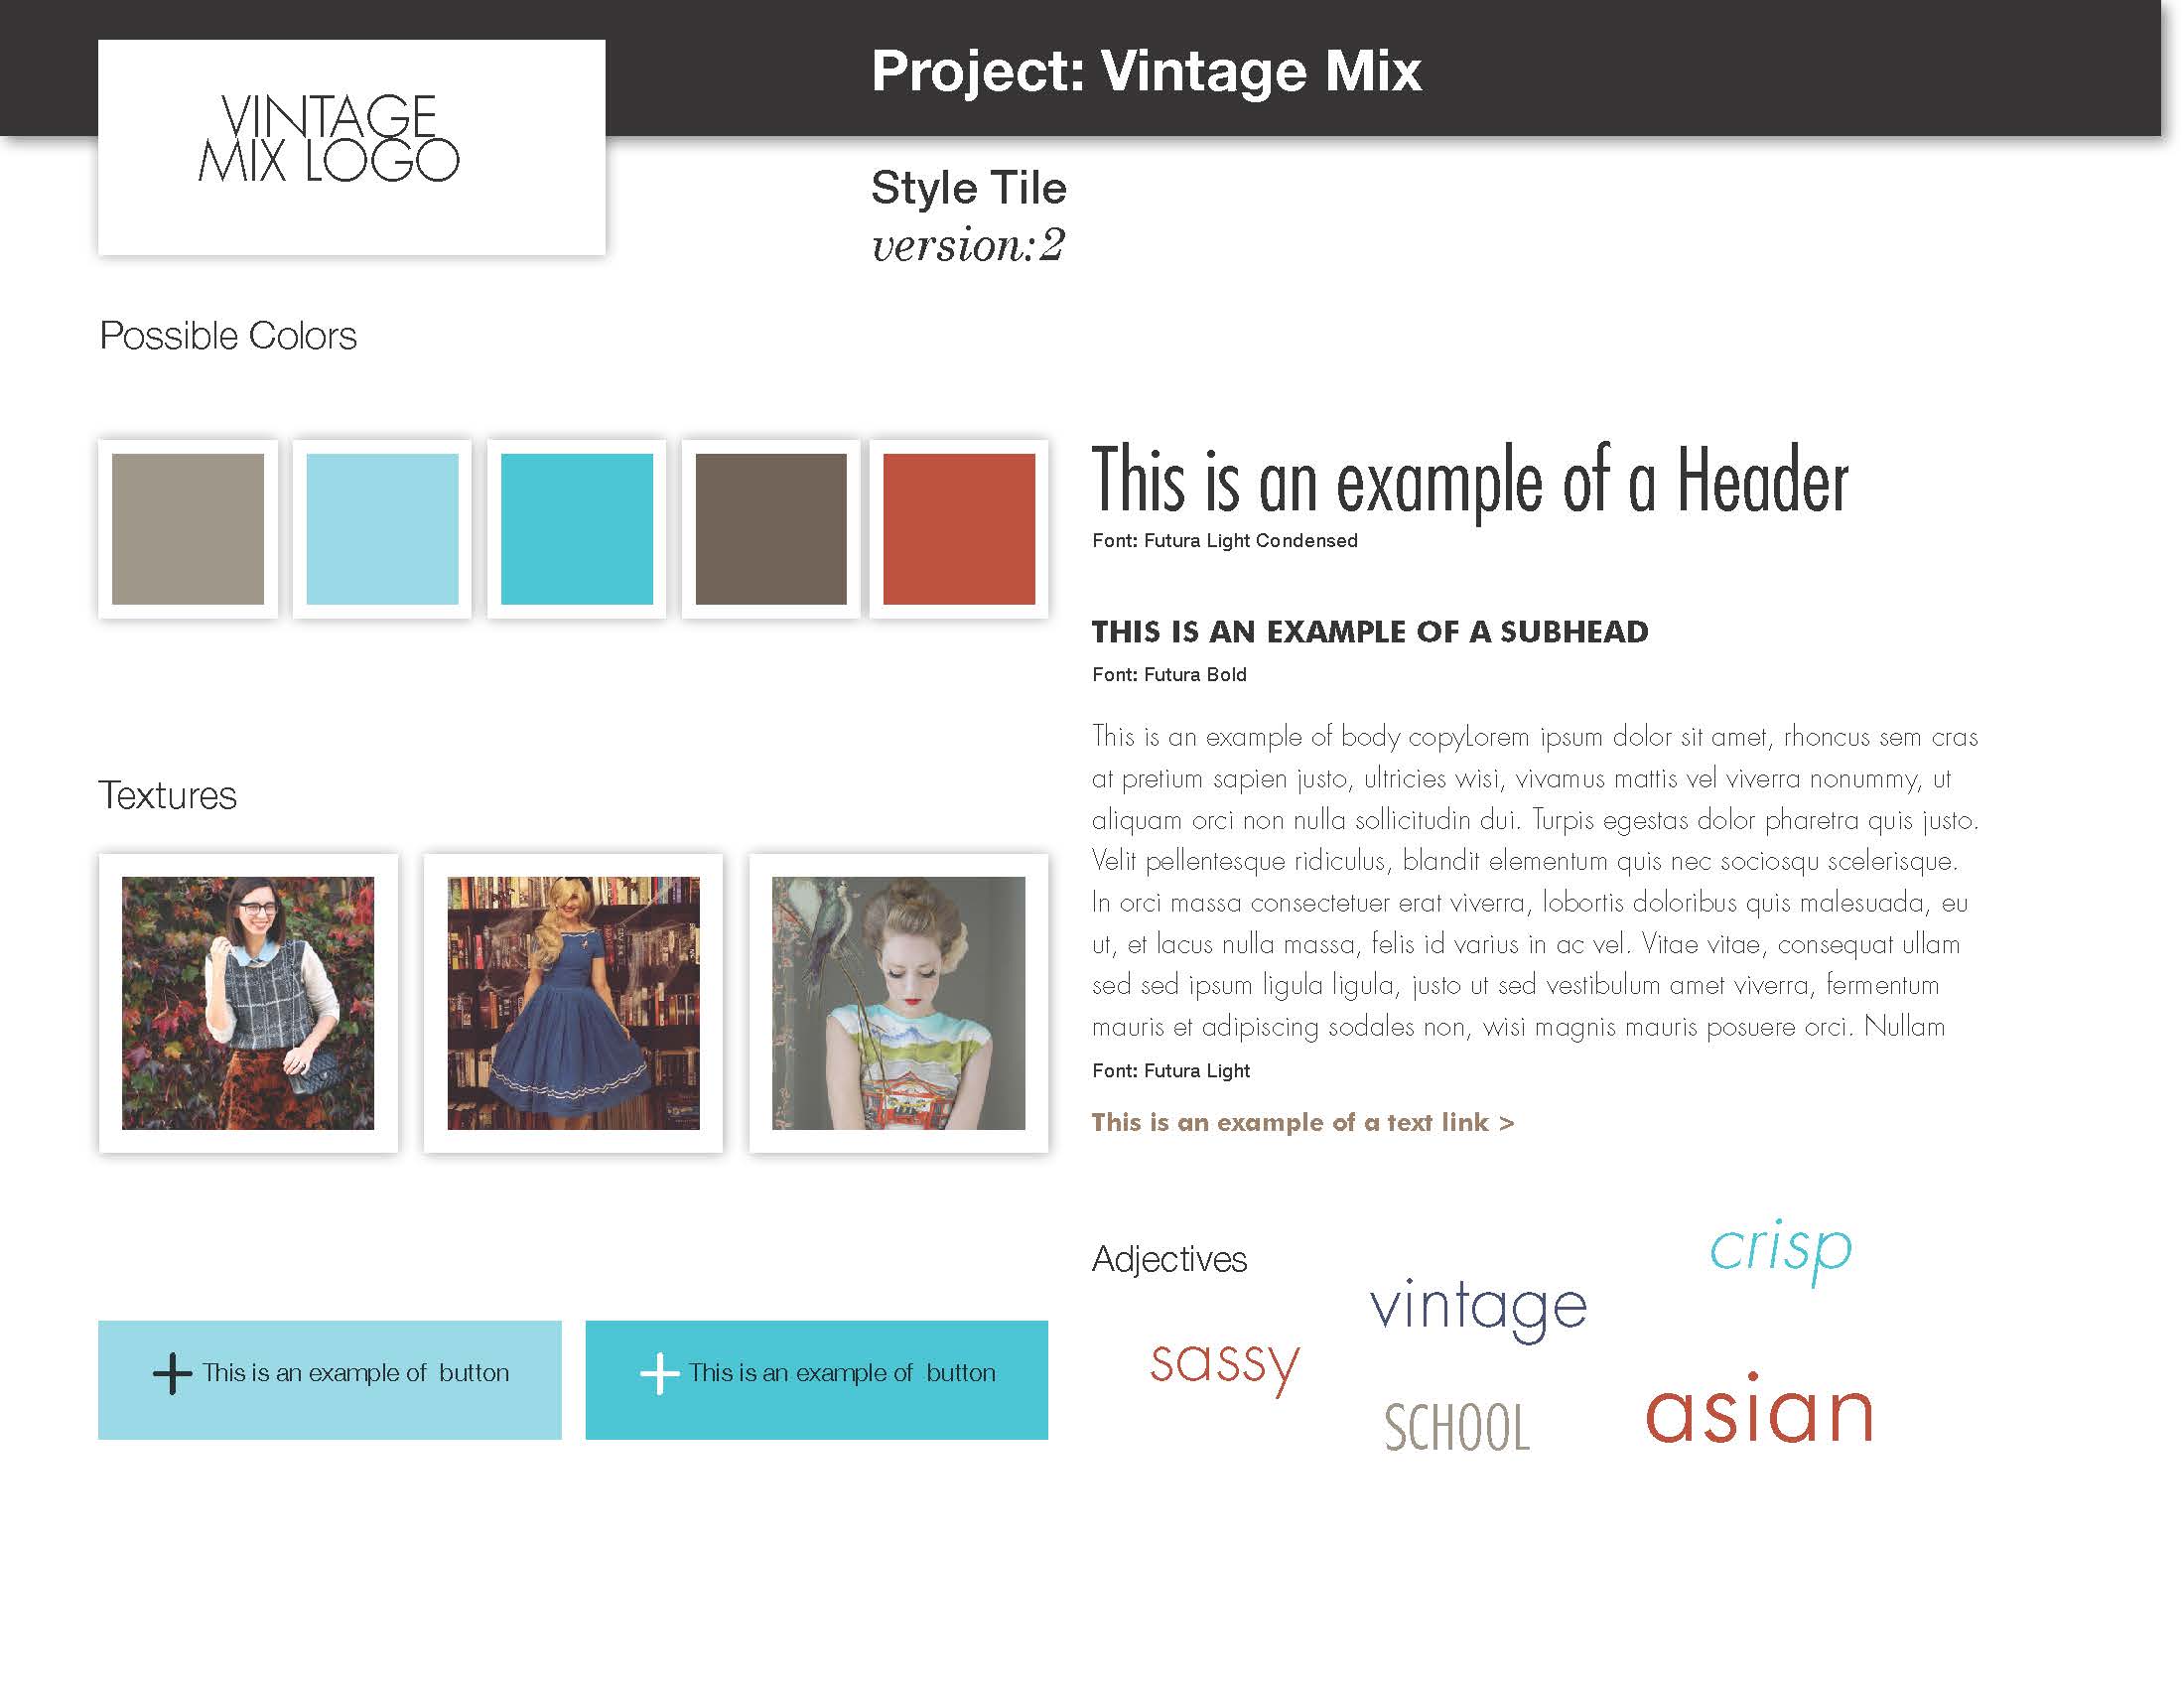 VINTAGE
MIX LOGO
Project: Vintage Mix
Style Tile
version:2
Possible Colors
This is an example of a Header
Font: Futura Light Condensed
THIS IS AN EXAMPLE OF A SUBHEAD
Font: Futura Bold
This is an example of body copyLorem ipsum dolor sit amet, rhoncus sem cras
at pretium sapien justo, ultricies wisi, vivamus mattis vel viverra nonummy, ut
aliquam orci non nulla sollicitudin dui. Turpis egestas dolor pharetra quis justo.
Velit pellentesque ridiculus, blandit elementum quis nec sociosqu scelerisque.
In orci massa consectetuer erat viverra, lobortis doloribus quis malesuada, eu
ut, et lacus nulla massa, felis id varius in ac vel. Vitae vitae, consequat ullam
sed sed ipsum ligula ligula, justo ut sed vestibulum amet viverra, fermentum
mauris et adipiscing sodales non, wisi magnis mauris posuere orci. Nullam
Font: Futura Light
This is an example of a text link >
Textures
+ This is an example of button
+ This is an example of button
Adjectives
crisp
vintage
sassy
SCHOOL
asian